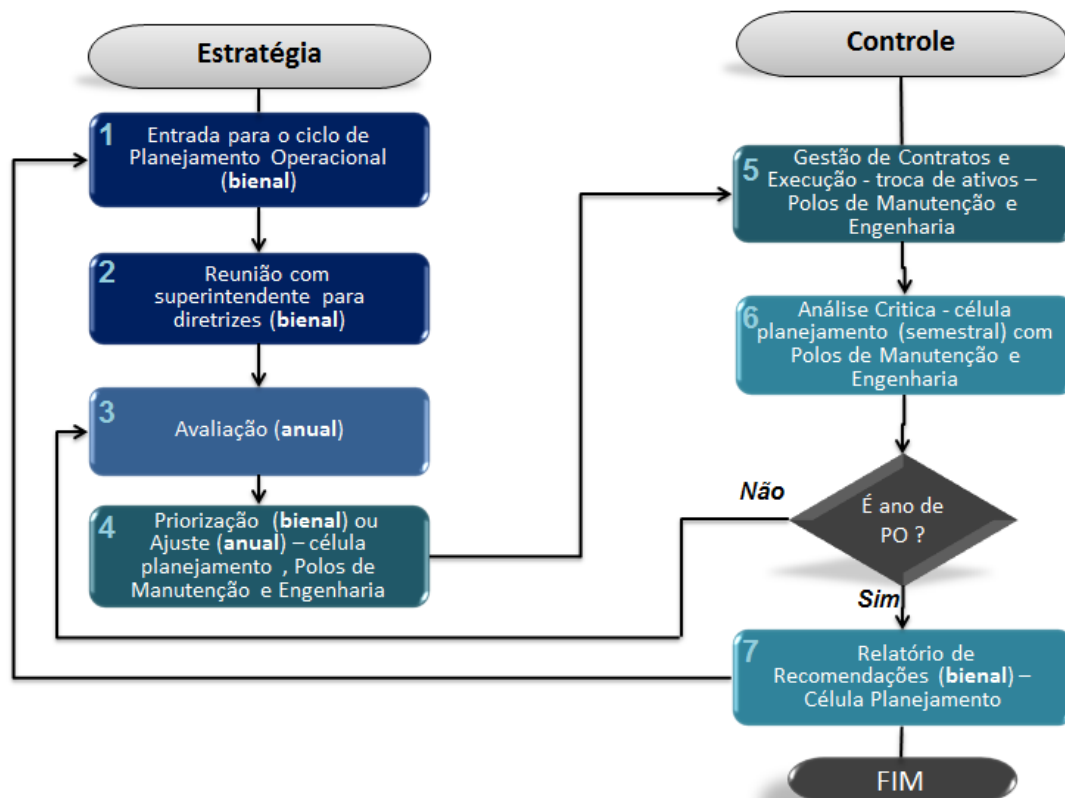 Estratégia
1
Entrada para o ciclo de
Planejamento Operacional
(bienal)
2
Reunião com
superintendente para
diretrizes (bienal)
3
Avaliação (anual)
4
Priorização (bienal) ou
Ajuste (anual) – célula
planejamento , Polos de
Manutenção e Engenharia
Controle
5
Gestão de Contratos e
Execução - troca de ativos –
Polos de Manutenção e
Engenharia
6
Análise Critica - célula
planejamento (semestral) com
Polos de Manutenção e
Engenharia
É ano de
PO ?
Não
Sim
7
Relatório de
Recomendações (bienal) –
Célula Planejamento
FIM